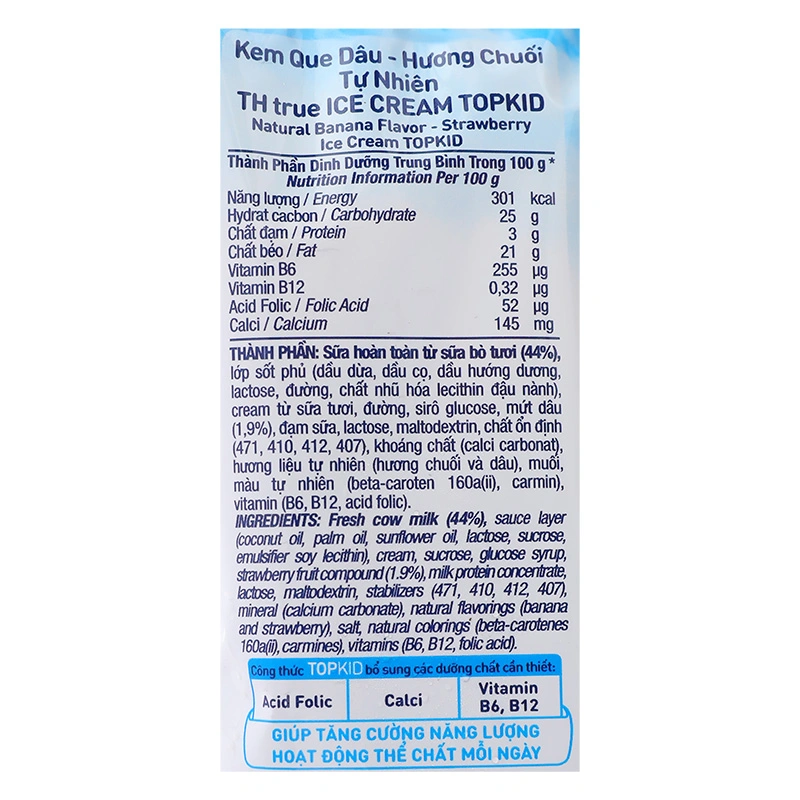 Kem Que Dâu - Hương Chuối
Tự Nhiên
TH true ICE CREAM TOPKID
Natural Banana Flavor - Strawberry
Ice Cream TOPKID
Thành Phần Dinh Dưỡng Trung Bình Trong 100 g *
Nutrition Information Per 100 g
Năng lượng / Energy 301 kcal
Hydrat cacbon / Carbohydrate 25 g
Chất đạm / Protein 3 g
Chất béo / Fat 21 g
Vitamin B6 255 µg
Vitamin B12 0,32 µg
Acid Folic / Folic Acid 52 µg
Calci / Calcium 145 mg
THÀNH PHẦN: Sữa hoàn toàn từ sữa bò tươi (44%),
lớp sốt phủ (dầu dừa, dầu cọ, dầu hướng dương,
lactose, đường, chất nhũ hóa lecithin đậu nành),
cream từ sữa tươi, đường, sirô glucose, mứt dâu
(1,9%), đạm sữa, lactose, maltodextrin, chất ổn định
(471, 410, 412, 407), khoáng chất (calci carbonat),
hương liệu tự nhiên (hương chuối và dâu), muối,
màu tự nhiên (beta-caroten 160a(ii), carmin),
vitamin (B6, B12, acid folic).
INGREDIENTS: Fresh cow milk (44%), sauce layer
(coconut oil, palm oil, sunflower oil, lactose, sucrose,
emulsifier soy lecithin), cream, sucrose, glucose syrup,
strawberry fruit compound (1.9%), milk protein concentrate,
lactose, maltodextrin, stabilizers (471, 410, 412, 407),
mineral (calcium carbonate), natural flavorings (banana
and strawberry), salt, natural colorings (beta-carotenes
160a(ii), carmines), vitamins (B6, B12, folic acid).
Công thức TOPKID bổ sung các dưỡng chất cần thiết:
Acid Folic Calci Vitamin
B6, B12
GIÚP TĂNG CƯỜNG NĂNG LƯỢNG
HOẠT ĐỘNG THỂ CHẤT MỖI NGÀY